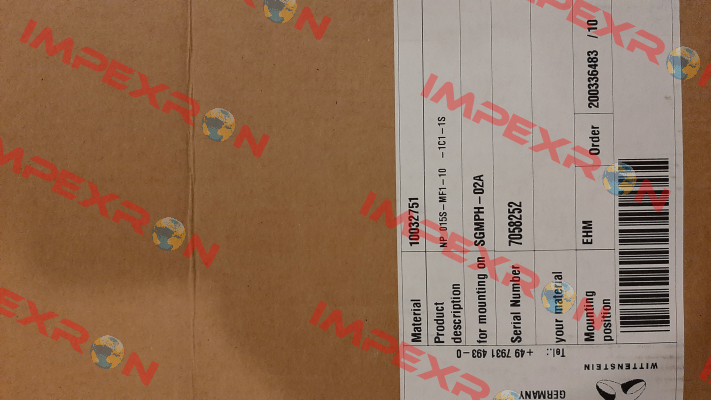 WITTENSTEIN
GERMANY
Tel.: +49 7931 493-0
Material 10032751
Product description NP 015S-MF1-10 -1C1-1S
for mounting on SGMPH-02A
Serial Number 7058252
your material
Mounting position EHM Order 200336483 /10
IMPEXRON
IMPEXRON
IMPEXRON
IMPEXRON
IMPEXRON
IMPEXRON
IMPEXRON
IMPEXRON